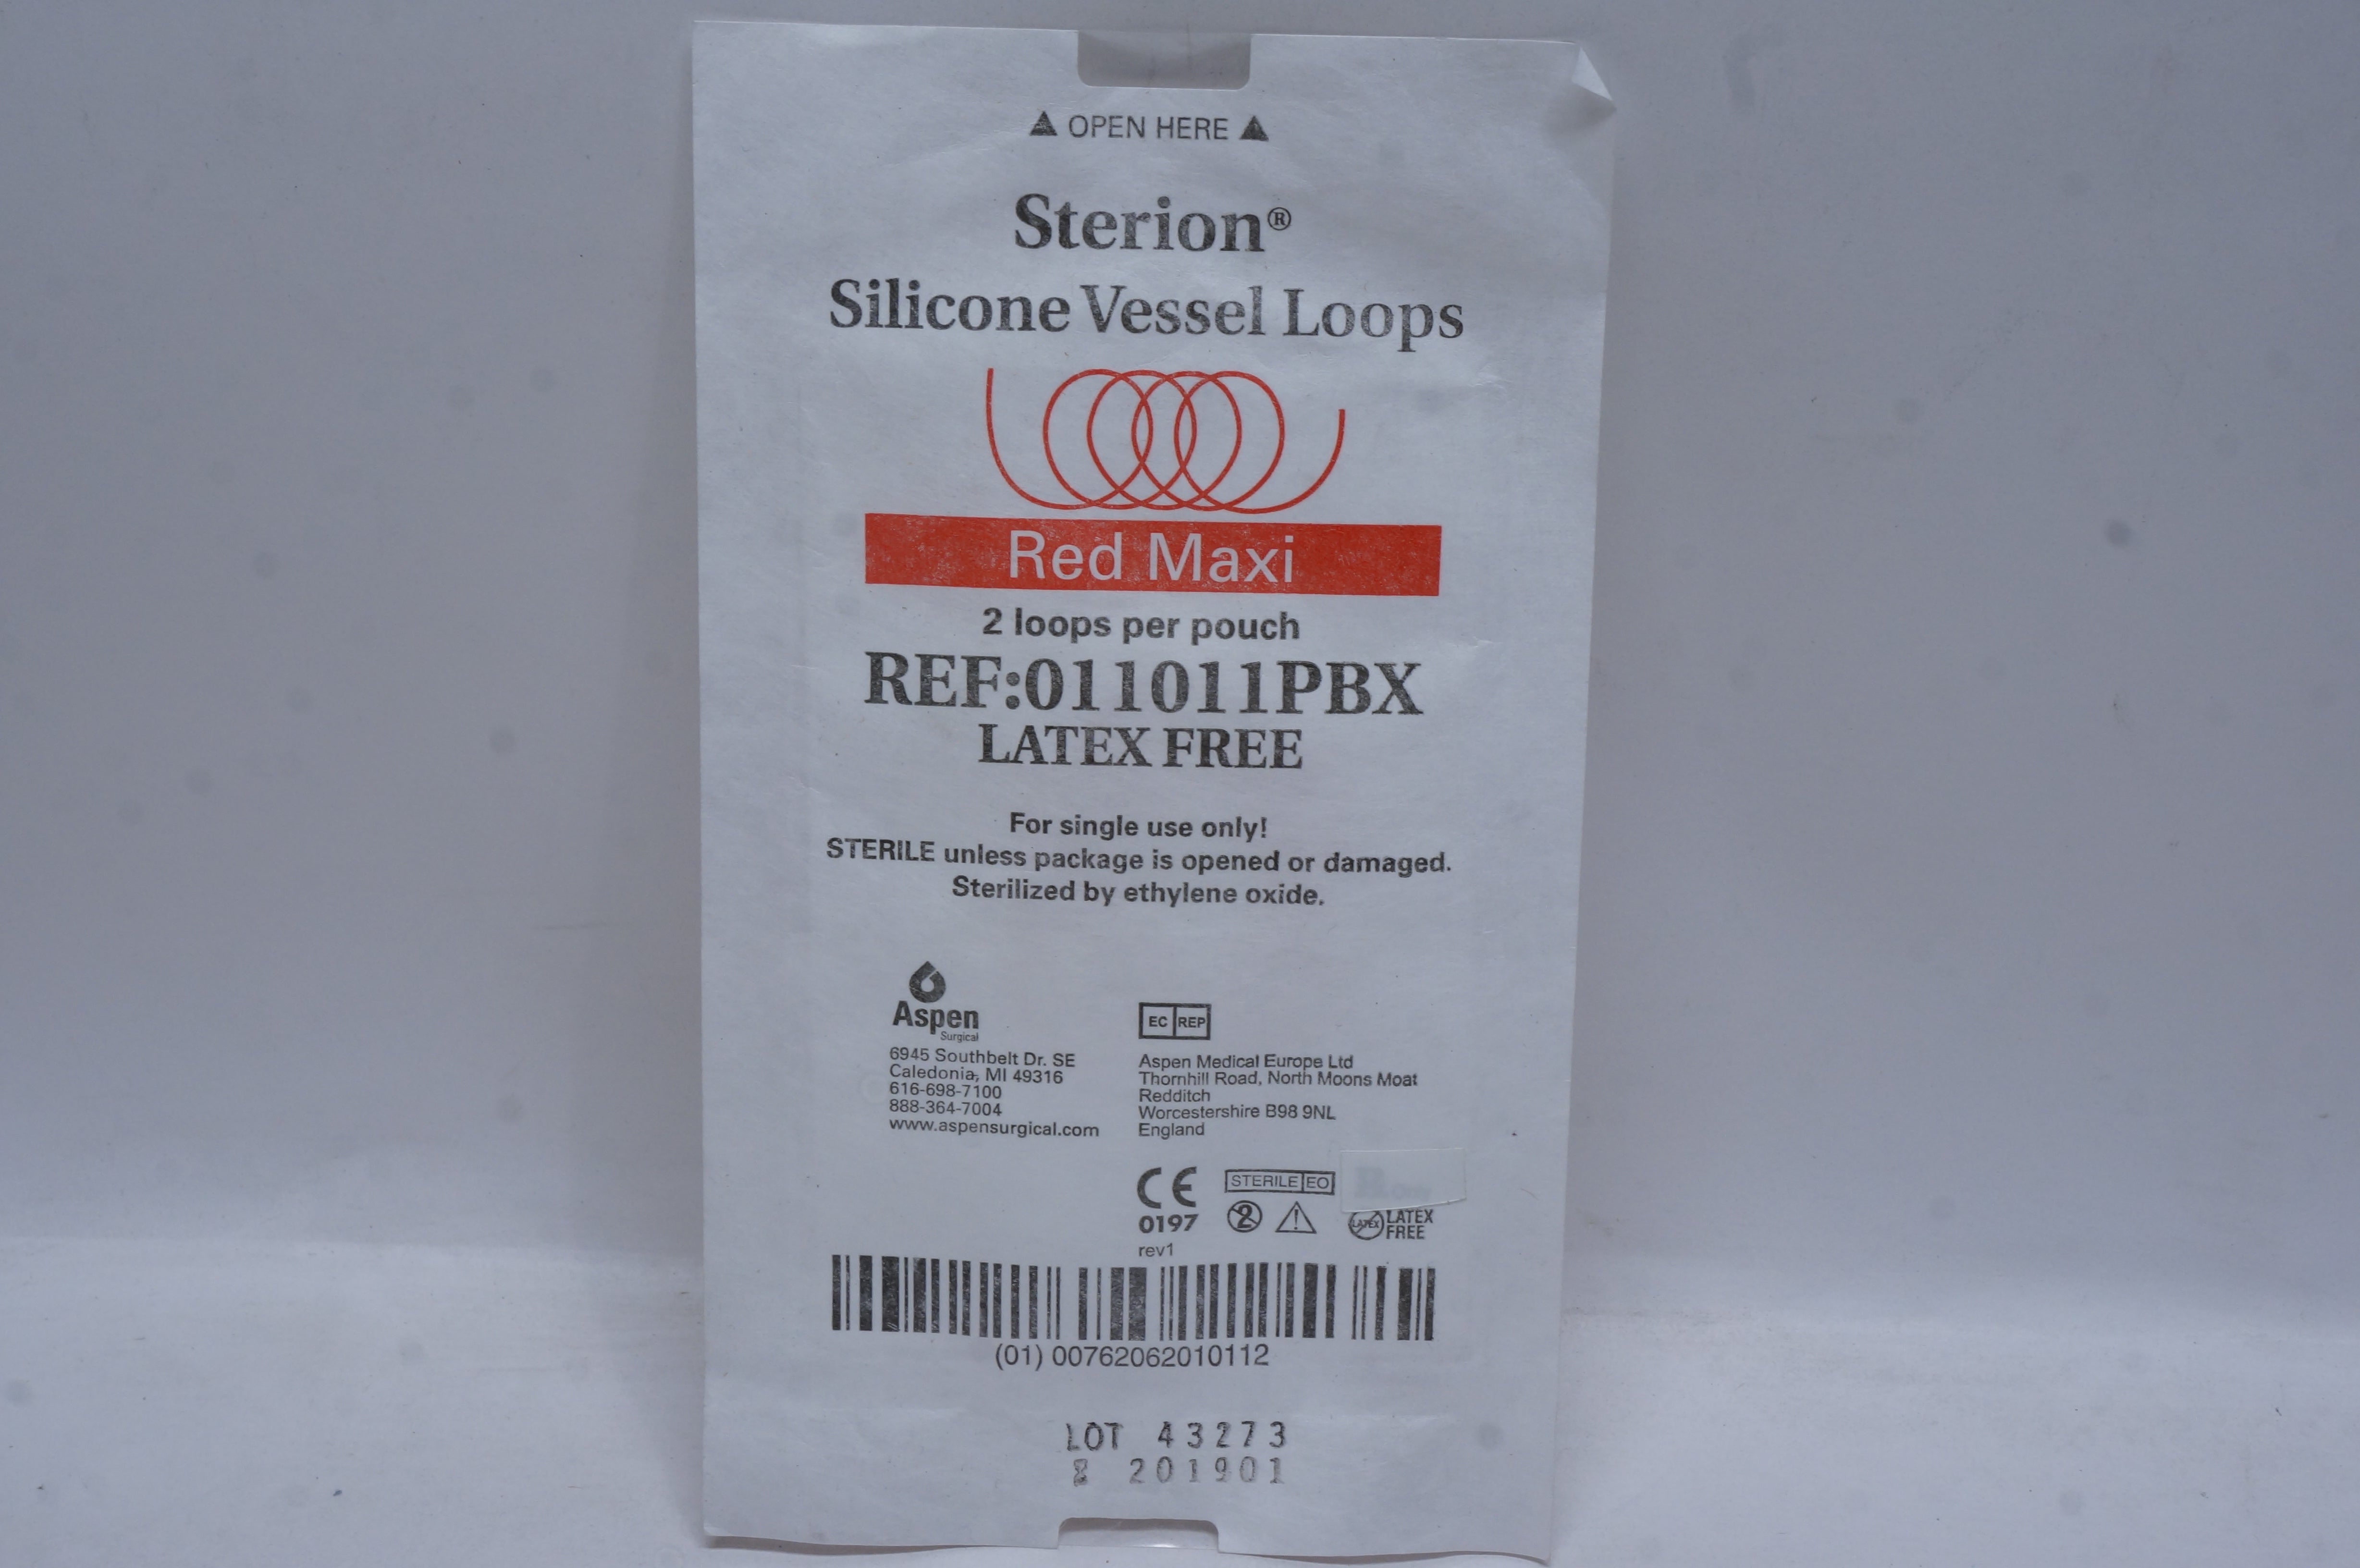 ▲ OPEN HERE ▲
Sterion®
Silicone Vessel Loops
Red Maxi
2 loops per pouch
REF:011011PBX
LATEX FREE
For single use only!
STERILE unless package is opened or damaged.
Sterilized by ethylene oxide.
Aspen
Surgical
6945 Southbelt Dr. SE
Caledonia, MI 49316
616-698-7100
888-364-7004
www.aspensurgical.com
EC REP
Aspen Medical Europe Ltd
Thornhill Road, North Moons Moat
Redditch
Worcestershire B98 9NL
England
CE
0197
STERILE EO
2
LATEX
LATEX
FREE
rev1
(01) 00762062010112
LOT 43273
201901